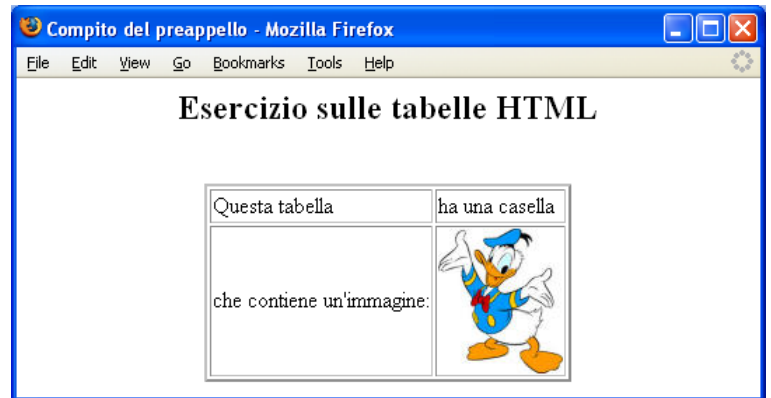 Compito del preappello - Mozilla Firefox
File Edit View Go Bookmarks Tools Help
Esercizio sulle tabelle HTML
Questa tabella ha una casella
che contiene un'immagine: